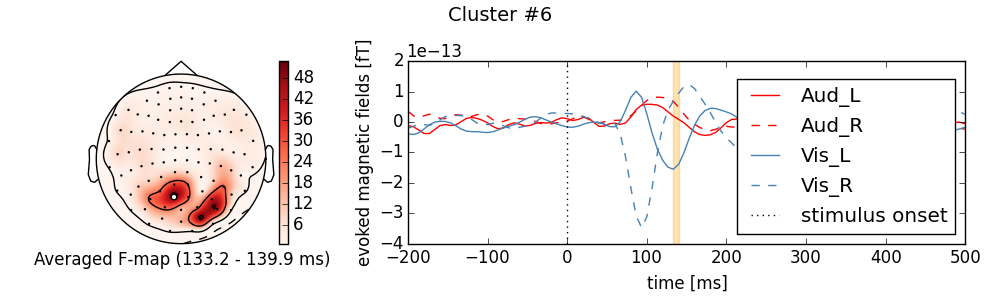 Cluster #6
48
42
36
30
24
18
12
6
Averaged F-map (133.2 - 139.9 ms)
1e−13
evoked magnetic fields [fT]
2
1
0
−1
−2
−3
−4
−200
−100
0
100
200
300
400
500
time [ms]
Aud_L
Aud_R
Vis_L
Vis_R
stimulus onset